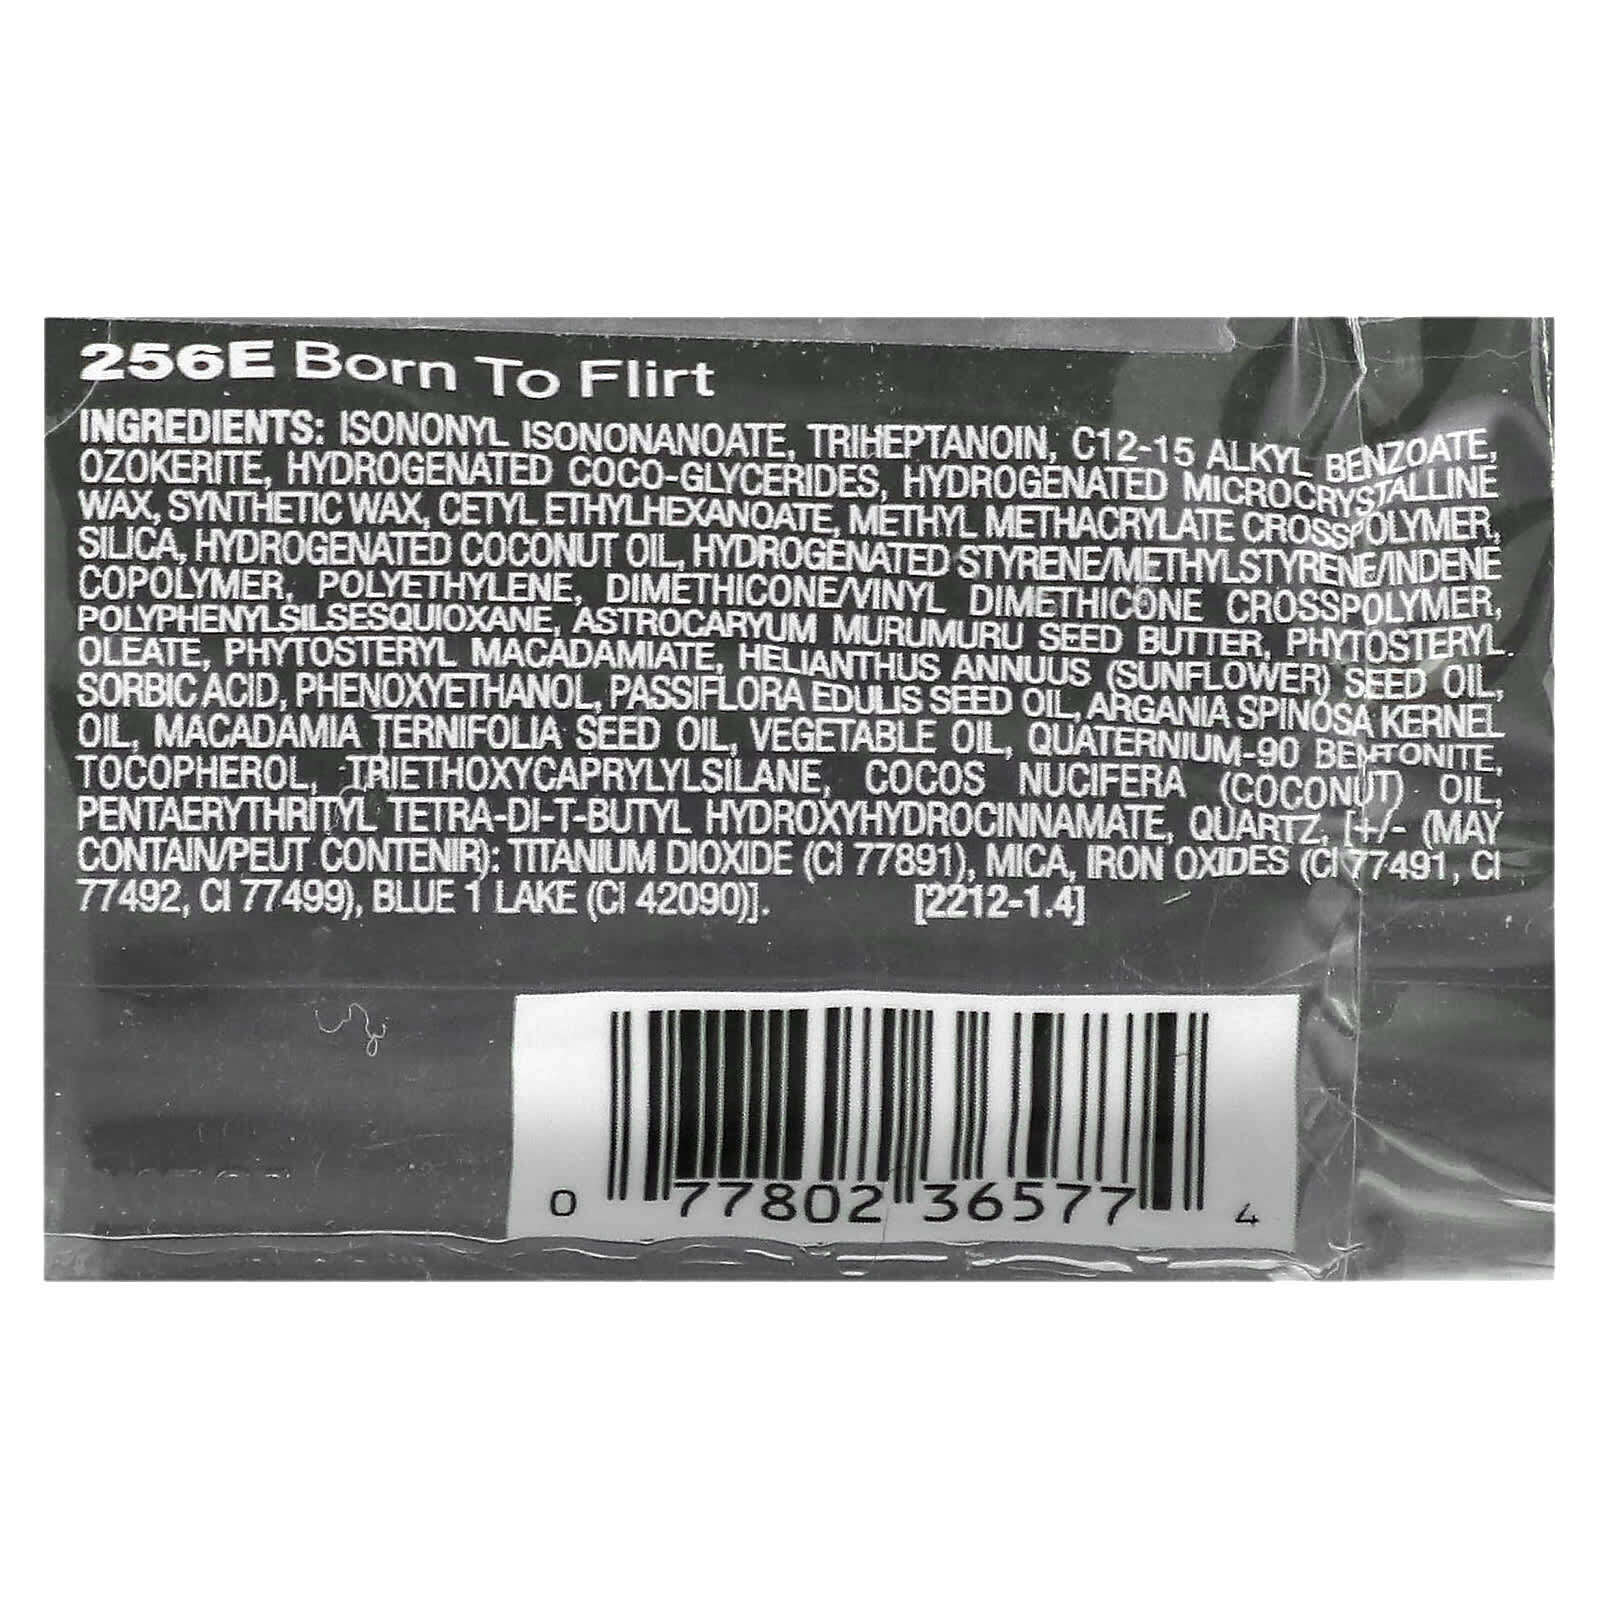 256E Born To Flirt
INGREDIENTS: ISONONYL ISONONANOATE, TRIHEPTANOIN, C12-15 ALKYL BENZOATE,
OZOKERITE, HYDROGENATED COCO-GLYCERIDES, HYDROGENATED MICROCRYSTALLINE
WAX, SYNTHETIC WAX, CETYL ETHYLHEXANOATE, METHYL METHACRYLATE CROSSPOLYMER,
SILICA, HYDROGENATED COCONUT OIL, HYDROGENATED STYRENE/METHYLSTYRENE/INDENE
COPOLYMER, POLYETHYLENE, DIMETHICONE/VINYL DIMETHICONE CROSSPOLYMER,
POLYPHENYLSILSESQUIOXANE, ASTROCARYUM MURUMURU SEED BUTTER, PHYTOSTERYL
OLEATE, PHYTOSTERYL MACADAMIATE, HELIANTHUS ANNUUS (SUNFLOWER) SEED OIL,
SORBIC ACID, PHENOXYETHANOL, PASSIFLORA EDULIS SEED OIL, ARGANIA SPINOSA KERNEL
OIL, MACADAMIA TERNIFOLIA SEED OIL, VEGETABLE OIL, QUATERNIUM-90 BENTONITE,
TOCOPHEROL, TRIETHOXYCAPRYLYLSILANE, COCOS NUCIFERA (COCONUT) OIL,
PENTAERYTHRITYL TETRA-DI-T-BUTYL HYDROXYHYDROCINNAMATE, QUARTZ, [+/- (MAY
CONTAIN/PEUT CONTENIR): TITANIUM DIOXIDE (CI 77891), MICA, IRON OXIDES (CI 77491, CI
77492, CI 77499), BLUE 1 LAKE (CI 42090)]. [2212-1.4]
0 77802 36577 4